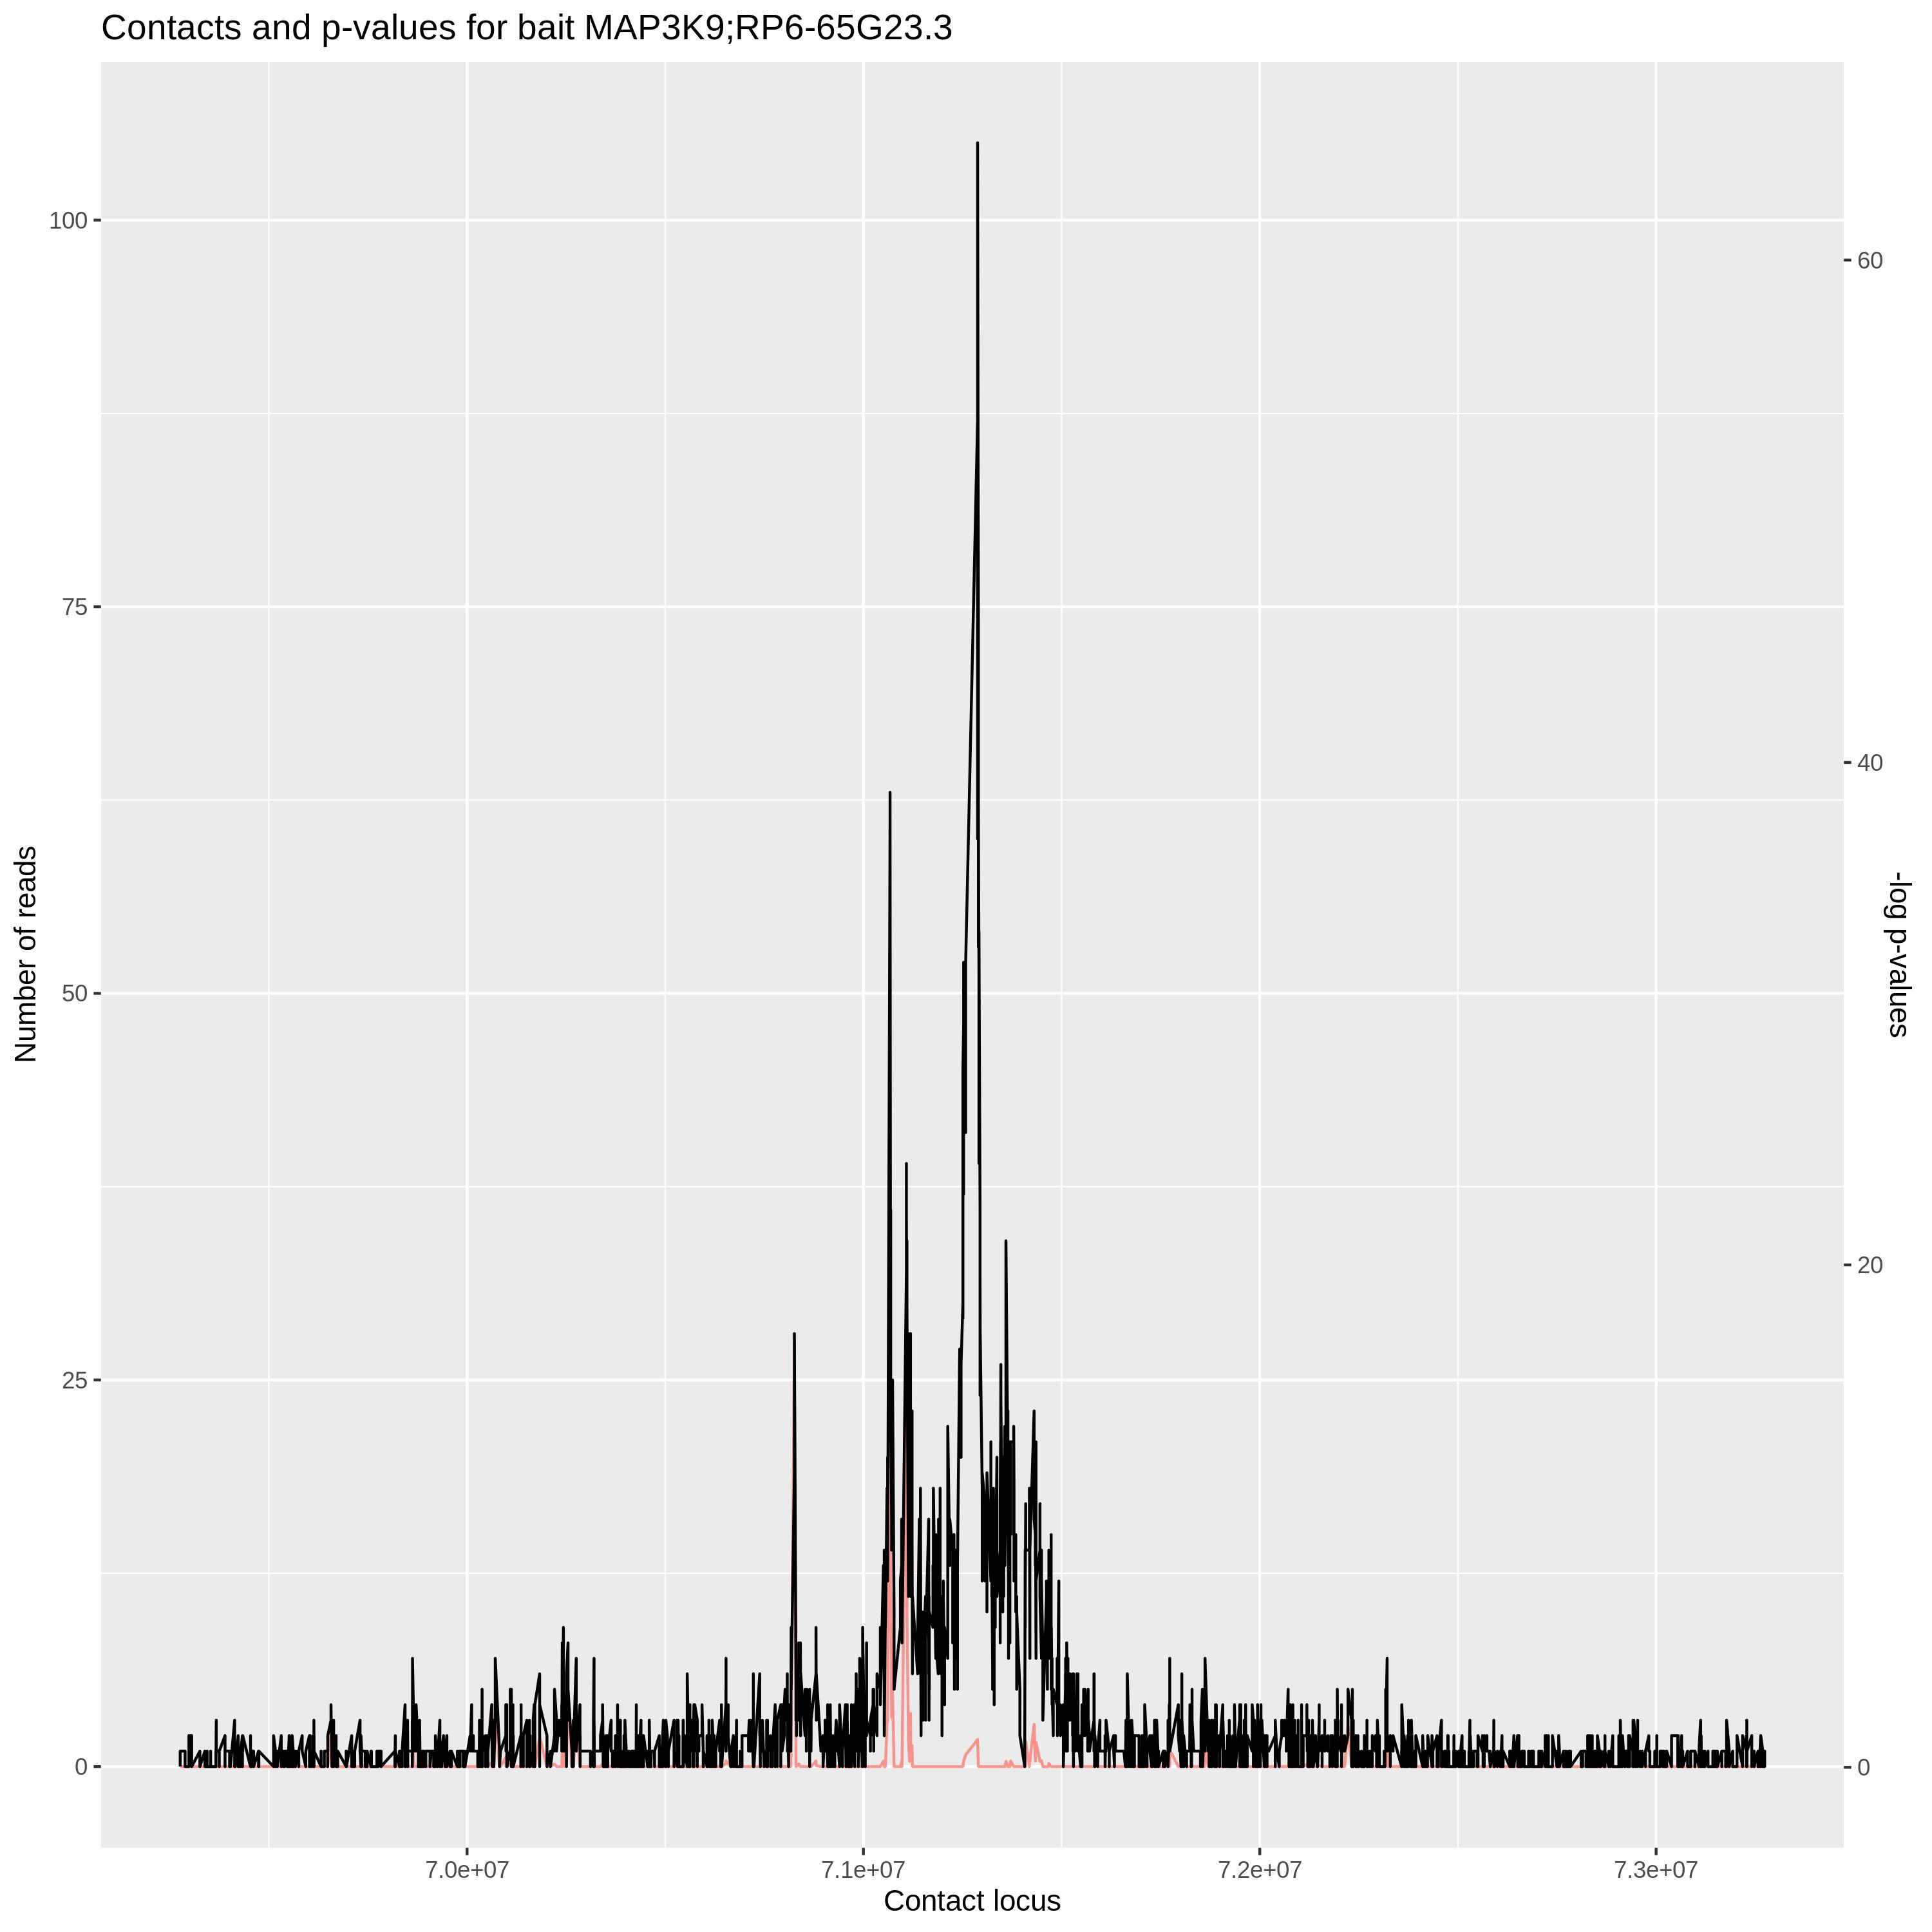 Contacts and p-values for bait MAP3K9;RP6-65G23.3
Number of reads
100
75
50
25
0
60
40
20
0
-log p-values
7.0e+07 7.1e+07 7.2e+07 7.3e+07
Contact locus